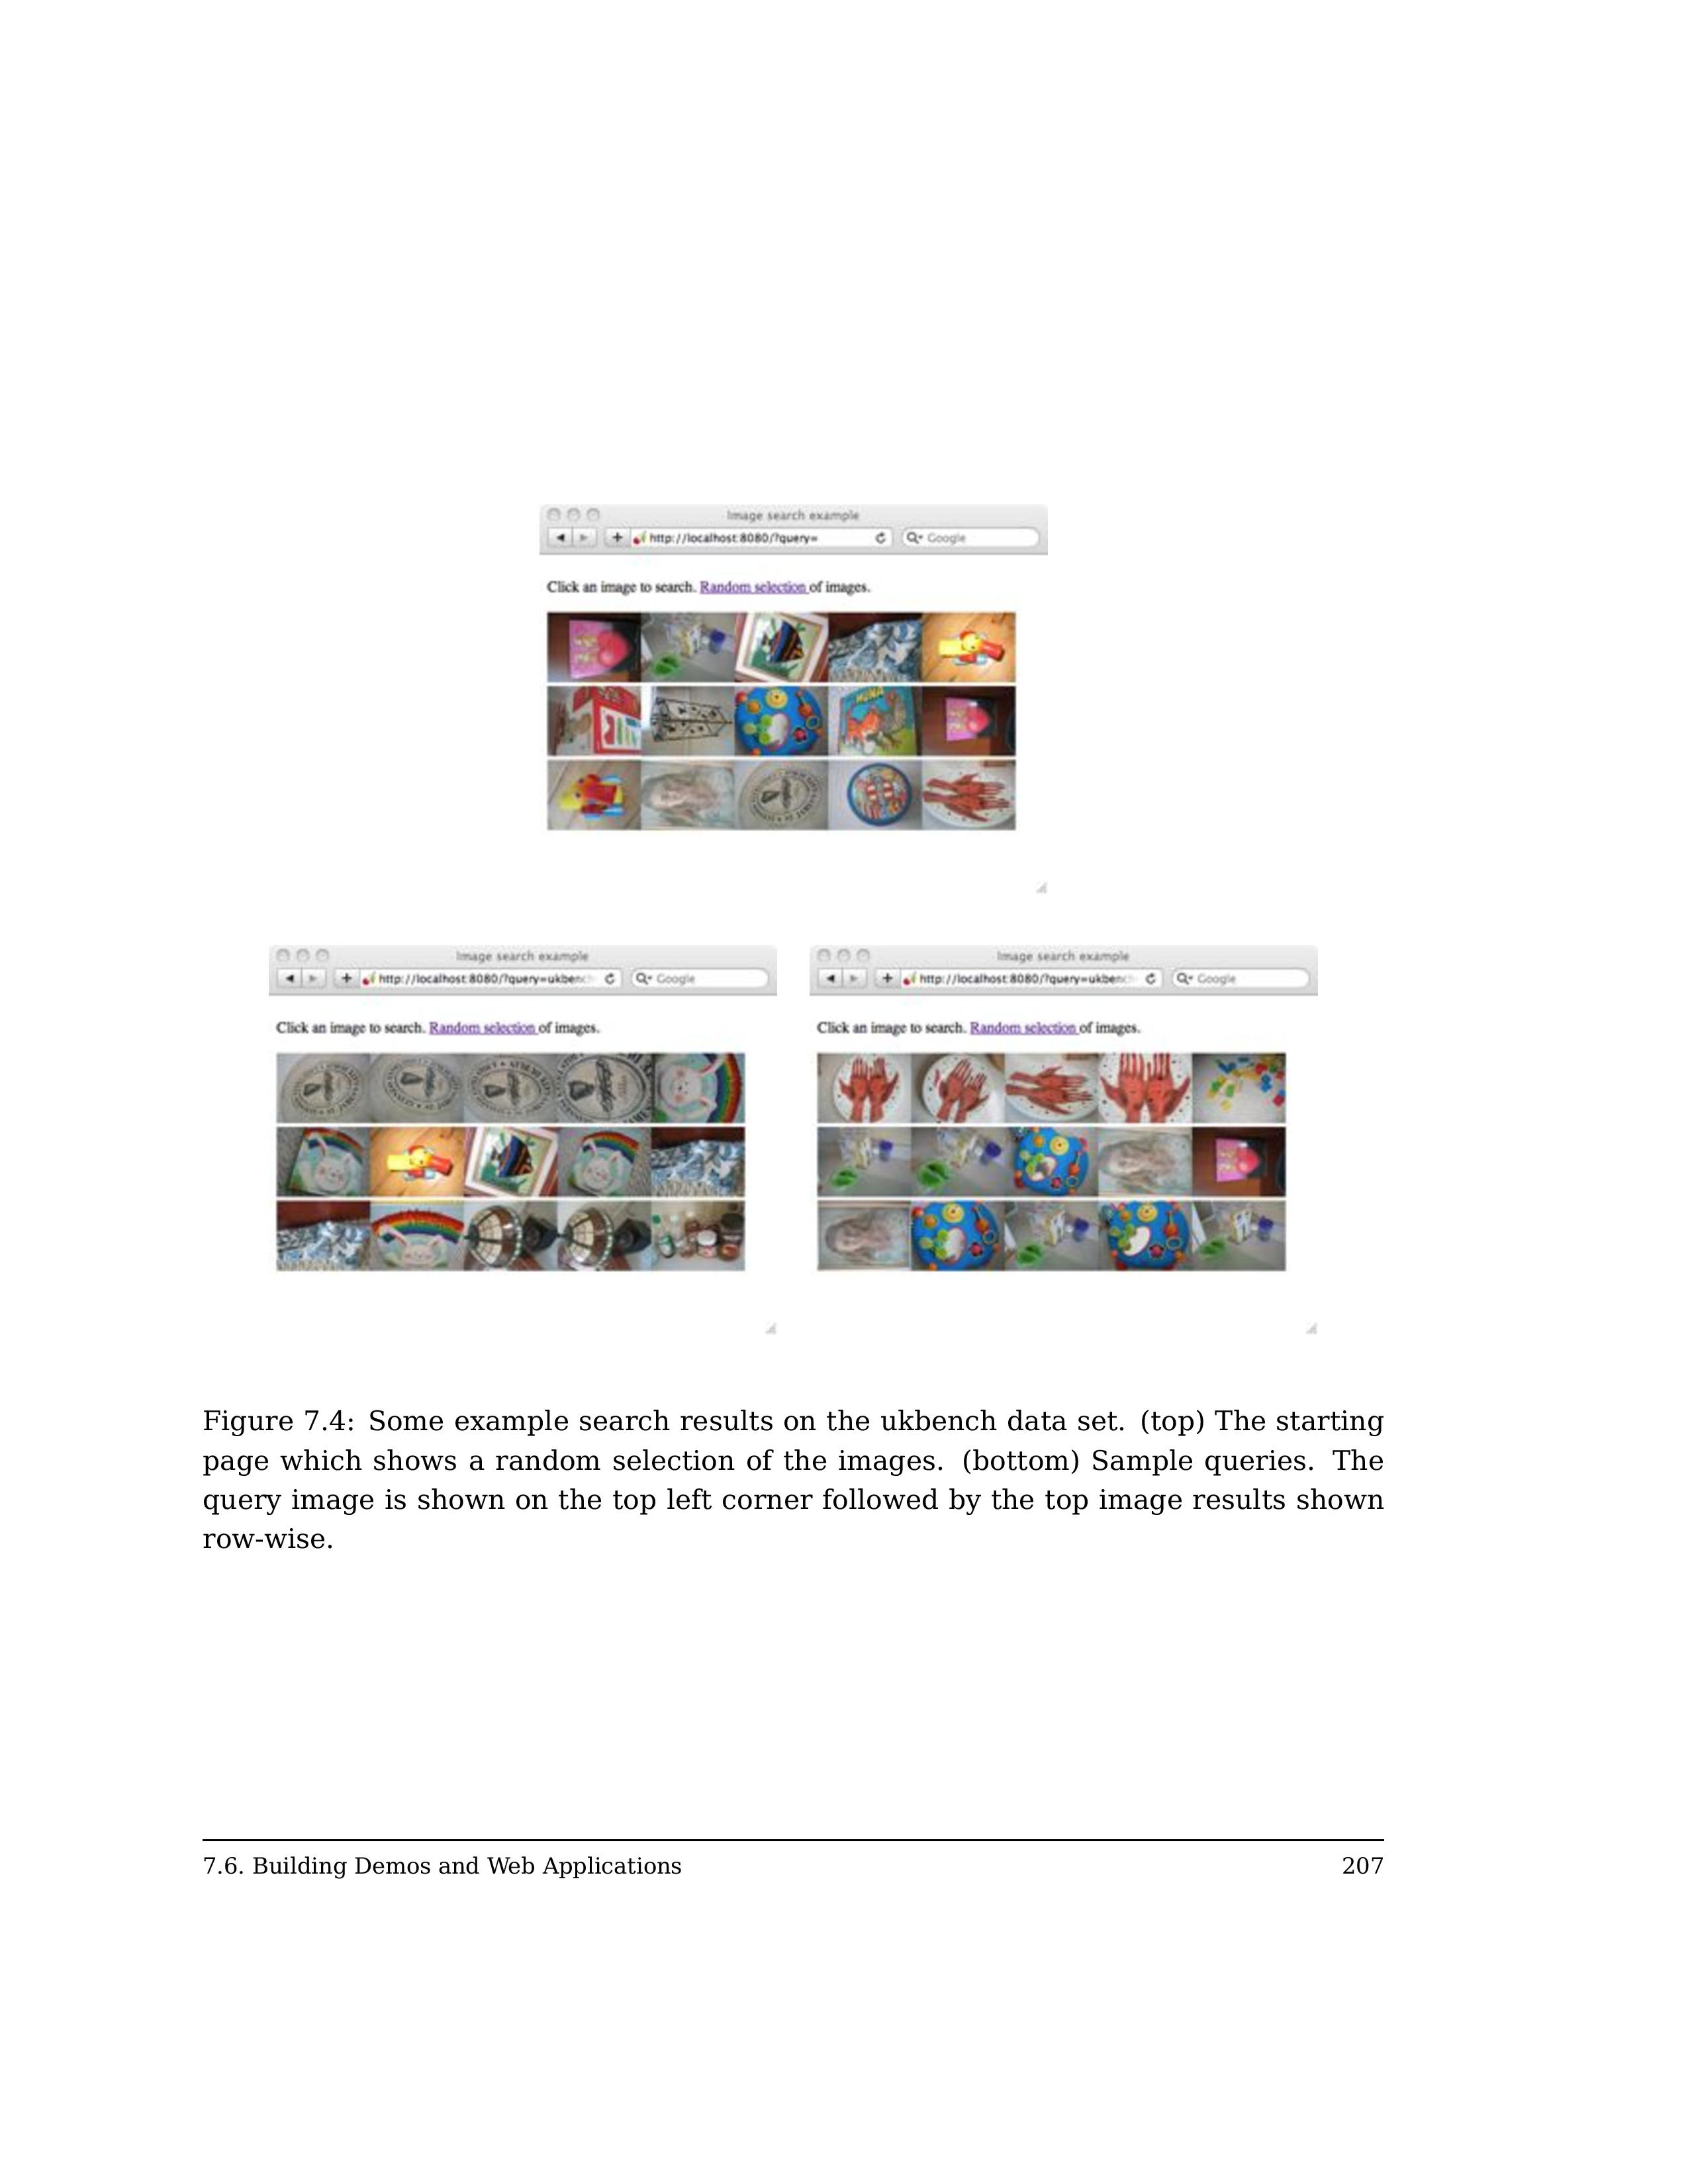 Image search example
http://localhost:8080/?query=
Google
Click an image to search. Random selection of images.
Image search example
http://localhost:8080/?query=ukbench
Google
Click an image to search. Random selection of images.
Image search example
http://localhost:8080/?query=ukbenc
Google
Click an image to search. Random selection of images.
Figure 7.4: Some example search results on the ukbench data set. (top) The starting
page which shows a random selection of the images. (bottom) Sample queries. The
query image is shown on the top left corner followed by the top image results shown
row-wise.
7.6. Building Demos and Web Applications 207